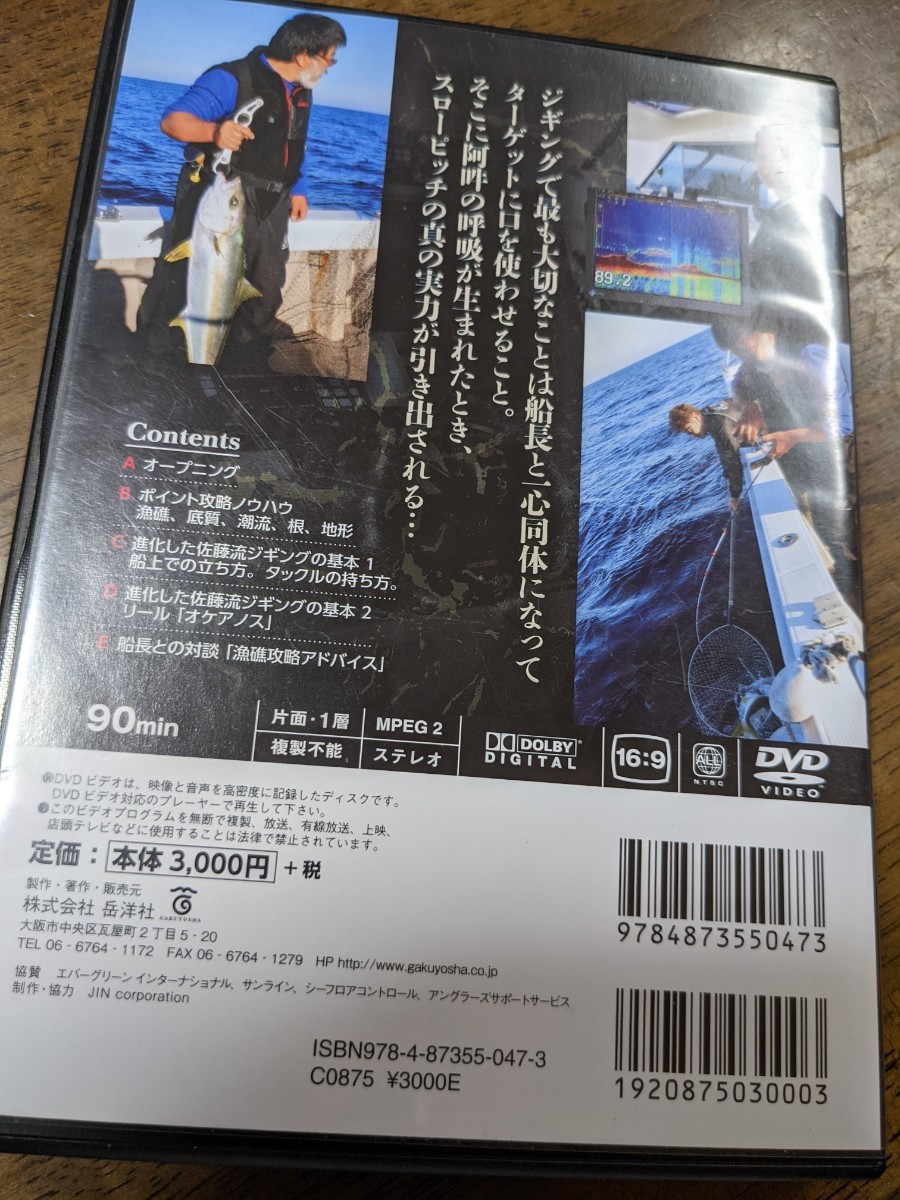 ジギングで最も大切なことは船長と一心同体になって
ターゲットに口を使わせること。
そこに阿吽の呼吸が生まれたとき、
スローピッチの真の実力が引き出される…
89.2
Contents
A オープニング
B ポイント攻略ノウハウ
漁礁、底質、潮流、根、地形
C 進化した佐藤流ジギングの基本 1
船上での立ち方。タックルの持ち方。
D 進化した佐藤流ジギングの基本 2
リール「オケアノス」
E 船長との対談「漁礁攻略アドバイス」
90min
片面・1層
MPEG 2
複製不能
ステレオ
DOLBY
DIGITAL
16:9
ALL
NTSC
DVD
VIDEO
●DVD ビデオは、映像と音声を高密度に記録したディスクです。
DVD ビデオ対応のプレーヤーで再生して下さい。
●このビデオプログラムを無断で複製、放送、有線放送、上映、
店頭テレビなどに使用することは法律で禁止されています。
定価：本体 3,000円＋税
製作・著作・販売元
株式会社 岳洋社
GAKUYOSHA
大阪市中央区瓦屋町2丁目5-20
TEL 06-6764-1172 FAX 06-6764-1279 HP http://www.gakuyosha.co.jp
協賛 エバーグリーン インターナショナル、サンライン、シーフロアコントロール、アングラーズサポートサービス
制作・協力 JIN corporation
9784873550473
ISBN978-4-87355-047-3
C0875 ¥3000E
1920875030003